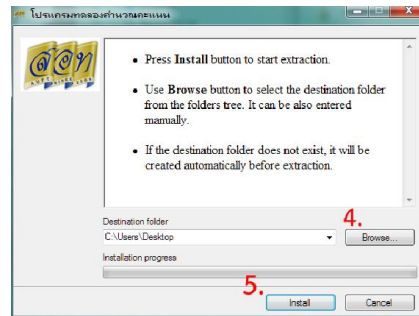 โปรแกรมทดลองคำนวณคะแนน
สอท
• Press Install button to start extraction.
• Use Browse button to select the destination folder
from the folders tree. It can be also entered
manually.
• If the destination folder does not exist, it will be
created automatically before extraction.
Destination folder
4.
C:\Users\Desktop
Browse...
Installation progress
5.
Install
Cancel